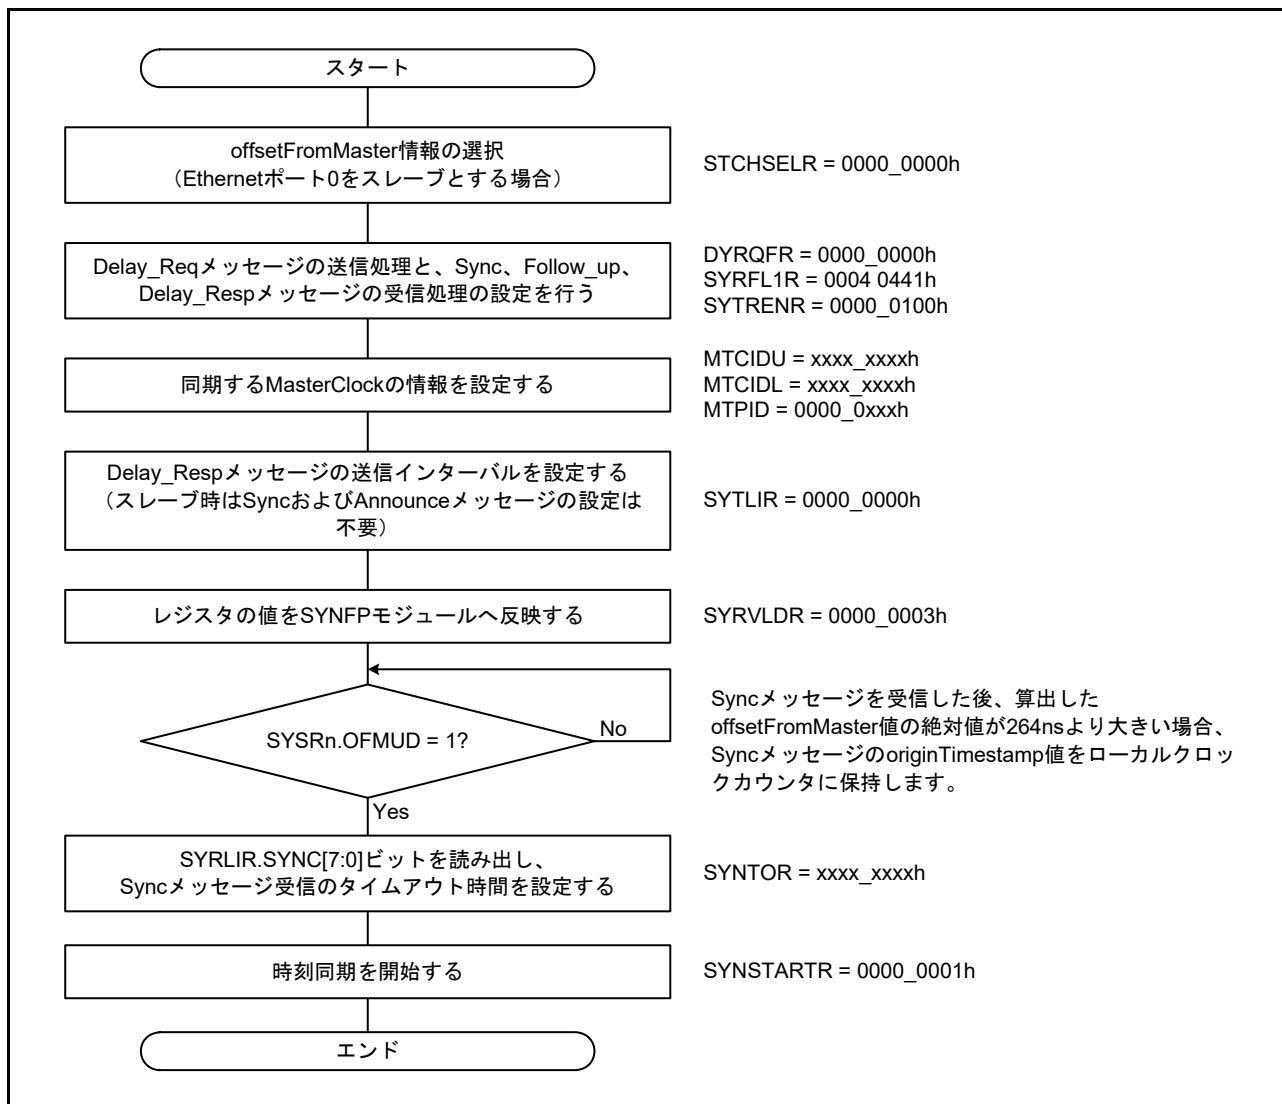 スタート
offsetFromMaster情報の選択
（Ethernetポート0をスレーブとする場合）
STCHSELR = 0000_0000h
Delay_Reqメッセージの送信処理と、Sync、Follow_up、
Delay_Respメッセージの受信処理の設定を行う
DYRQFR = 0000_0000h
SYRFL1R = 0004 0441h
SYTRENR = 0000_0100h
同期するMasterClockの情報を設定する
MTCIDU = xxxx_xxxxh
MTCIDL = xxxx_xxxxh
MTPID = 0000_0xxxh
Delay_Respメッセージの送信インターバルを設定する
（スレーブ時はSyncおよびAnnounceメッセージの設定は
不要）
SYTLIR = 0000_0000h
レジスタの値をSYNFPモジュールへ反映する
SYRVLDR = 0000_0003h
SYSRn.OFMUD = 1?
No
Yes
Syncメッセージを受信した後、算出した
offsetFromMaster値の絶対値が264nsより大きい場合、
SyncメッセージのoriginTimestamp値をローカルクロッ
クカウンタに保持します。
SYRLIR.SYNC[7:0]ビットを読み出し、
Syncメッセージ受信のタイムアウト時間を設定する
SYNTOR = xxxx_xxxxh
時刻同期を開始する
SYNSTARTR = 0000_0001h
エンド